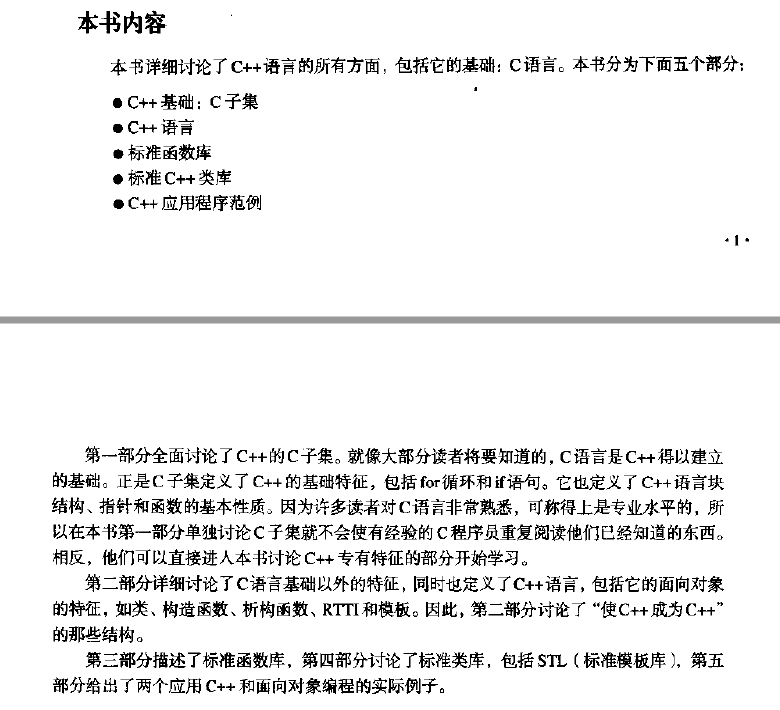 本书内容
本书详细讨论了C++语言的所有方面，包括它的基础：C语言。本书分为下面五个部分：
● C++ 基础：C 子集
● C++ 语言
● 标准函数库
● 标准 C++ 类库
● C++ 应用程序范例
·1·
第一部分全面讨论了C++的C子集。就像大部分读者将要知道的，C语言是C++得以建立
的基础。正是C子集定义了C++的基础特征，包括for循环和if语句。它也定义了C++语言块
结构、指针和函数的基本性质。因为许多读者对C语言非常熟悉，可称得上是专业水平的，所
以在本书第一部分单独讨论C子集就不会使有经验的C程序员重复阅读他们已经知道的东西。
相反，他们可以直接进人本书讨论C++专有特征的部分开始学习。
第二部分详细讨论了C语言基础以外的特征，同时也定义了C++语言，包括它的面向对象
的特征，如类、构造函数、析构函数、RTTI和模板。因此，第二部分讨论了“使C++成为C++”
的那些结构。
第三部分描述了标准函数库，第四部分讨论了标准类库，包括STL（标准模板库），第五
部分给出了两个应用C++和面向对象编程的实际例子。